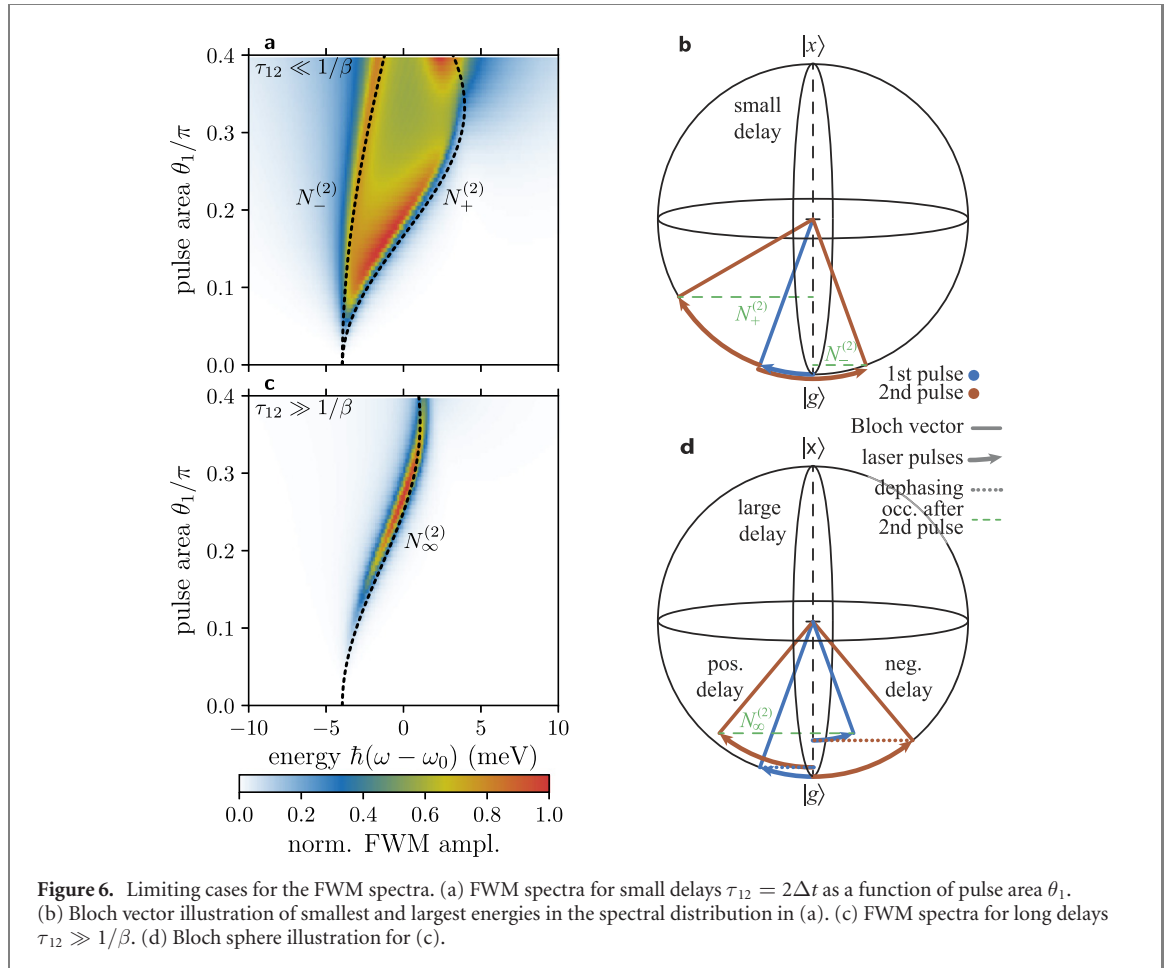 a
τ₁₂ ≪ 1/β
0.4
0.3
0.2
0.1
0.0
pulse area θ₁/π
N₋⁽²⁾
N₊⁽²⁾
b
|x⟩
small
delay
N₊⁽²⁾
N₋⁽²⁾
|g⟩
1st pulse
2nd pulse
Bloch vector
laser pulses
dephasing
occ. after
2nd pulse
c
τ₁₂ ≫ 1/β
0.4
0.3
0.2
0.1
0.0
pulse area θ₁/π
N∞⁽²⁾
−10 −5 0 5 10
energy ℏ(ω − ω₀) (meV)
0.0 0.2 0.4 0.6 0.8 1.0
norm. FWM ampl.
d
|x⟩
large
delay
pos.
delay
neg.
delay
N∞⁽²⁾
|g⟩
Figure 6. Limiting cases for the FWM spectra. (a) FWM spectra for small delays τ₁₂ = 2Δt as a function of pulse area θ₁.
(b) Bloch vector illustration of smallest and largest energies in the spectral distribution in (a). (c) FWM spectra for long delays
τ₁₂ ≫ 1/β. (d) Bloch sphere illustration for (c).